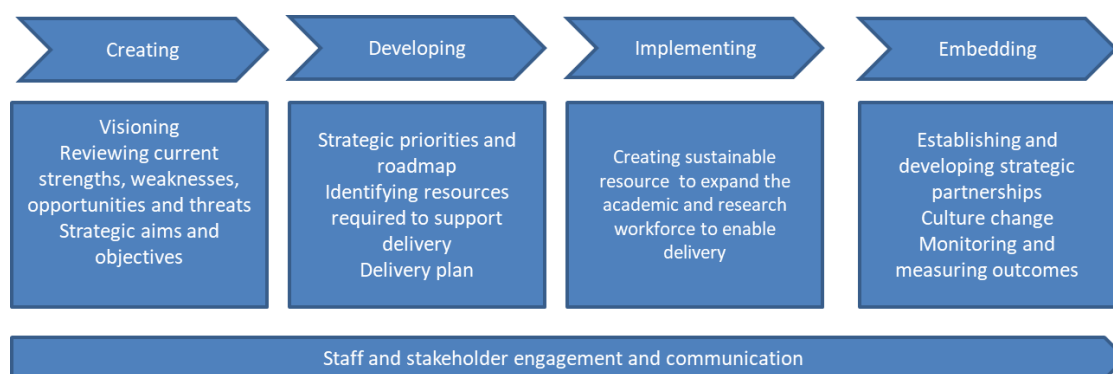 Creating
Developing
Implementing
Embedding
Visioning
Reviewing current
strengths, weaknesses,
opportunities and threats
Strategic aims and
objectives
Strategic priorities and
roadmap
Identifying resources
required to support
delivery
Delivery plan
Creating sustainable
resource to expand the
academic and research
workforce to enable
delivery
Establishing and
developing strategic
partnerships
Culture change
Monitoring and
measuring outcomes
Staff and stakeholder engagement and communication